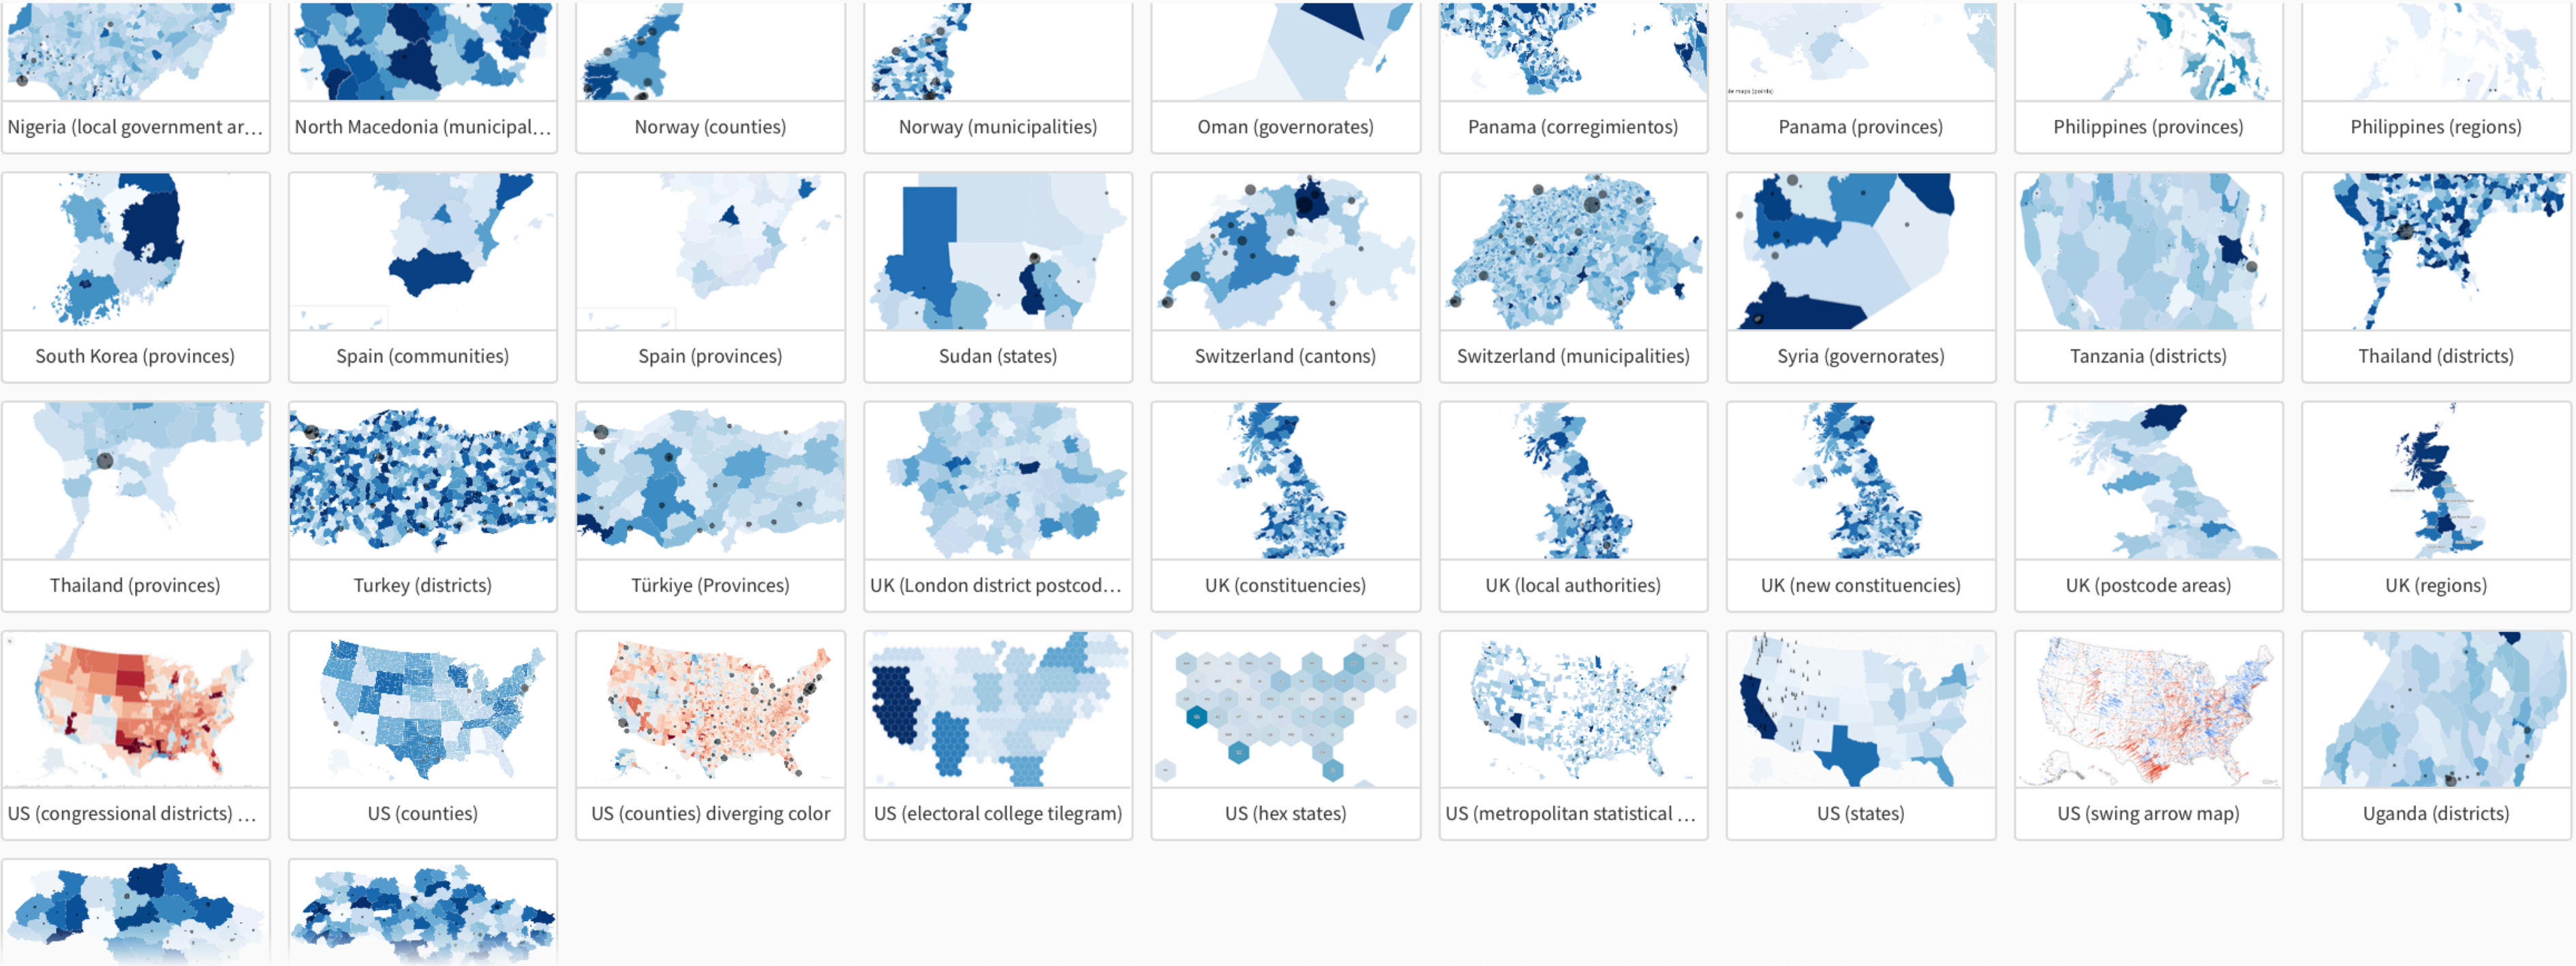 Nigeria (local government ar...
North Macedonia (municipal...
Norway (counties)
Norway (municipalities)
Oman (governorates)
Panama (corregimientos)
Panama (provinces)
Philippines (provinces)
Philippines (regions)
South Korea (provinces)
Spain (communities)
Spain (provinces)
Sudan (states)
Switzerland (cantons)
Switzerland (municipalities)
Syria (governorates)
Tanzania (districts)
Thailand (districts)
Thailand (provinces)
Turkey (districts)
Türkiye (Provinces)
UK (London district postcod...
UK (constituencies)
UK (local authorities)
UK (new constituencies)
UK (postcode areas)
UK (regions)
US (congressional districts) ...
US (counties)
US (counties) diverging color
US (electoral college tilegram)
US (hex states)
US (metropolitan statistical ...
US (states)
US (swing arrow map)
Uganda (districts)